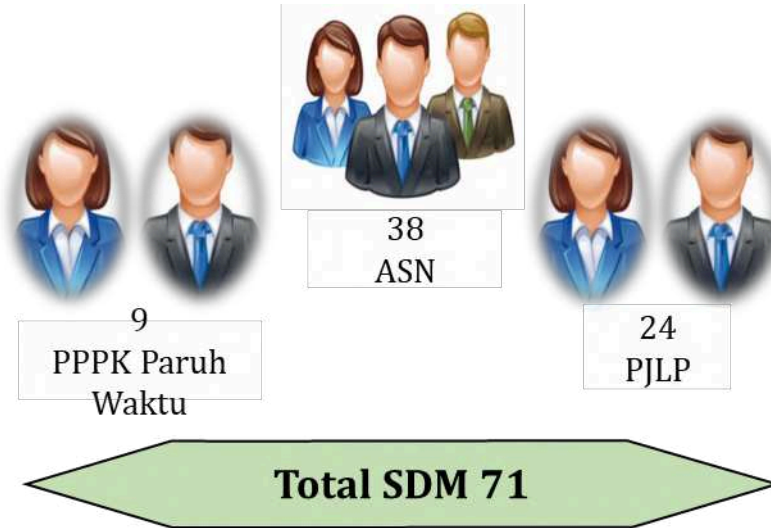 38
ASN
9
PPPK Paruh
Waktu
24
PJLP
Total SDM 71